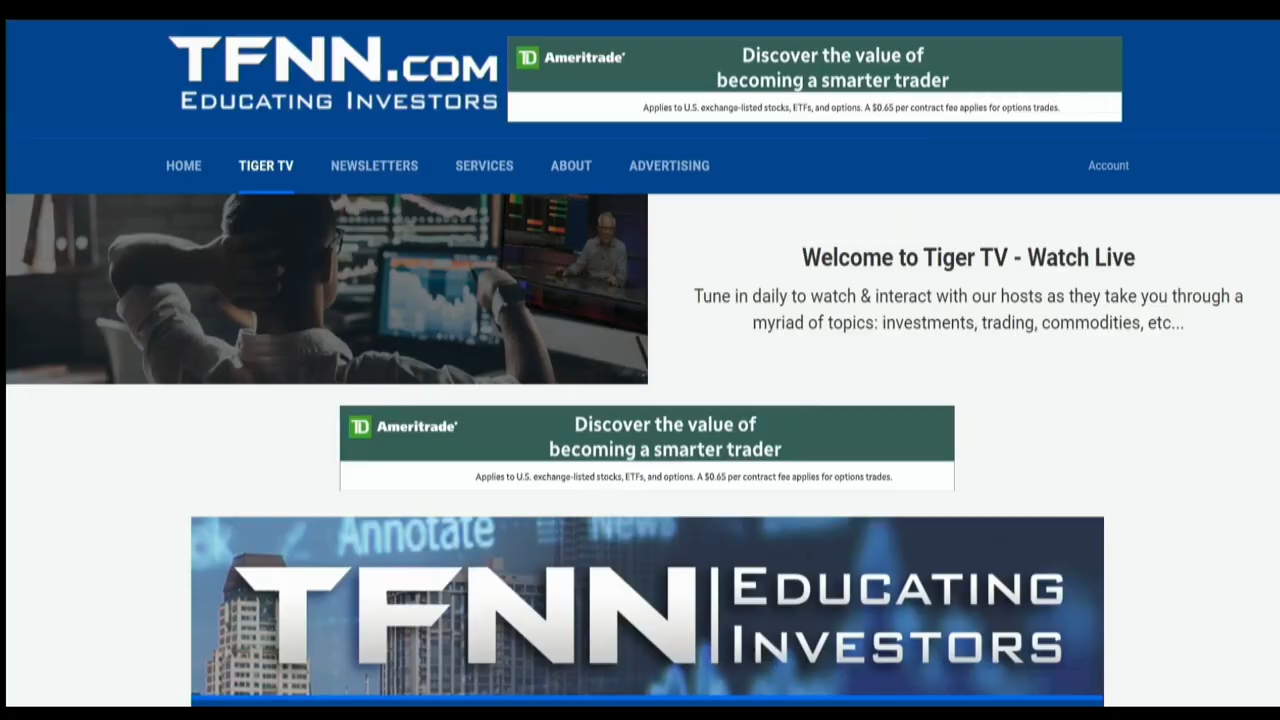 TFNN.COM
EDUCATING INVESTORS
TD Ameritrade
Discover the value of
becoming a smarter trader
Applies to U.S. exchange-listed stocks, ETFs, and options. A $0.65 per contract fee applies for options trades.
HOME
TIGER TV
NEWSLETTERS
SERVICES
ABOUT
ADVERTISING
Account
Welcome to Tiger TV - Watch Live
Tune in daily to watch & interact with our hosts as they take you through a
myriad of topics: investments, trading, commodities, etc...
TD Ameritrade
Discover the value of
becoming a smarter trader
Applies to U.S. exchange-listed stocks, ETFs, and options. A $0.65 per contract fee applies for options trades.
Annotate
News
TFNN
EDUCATING
INVESTORS